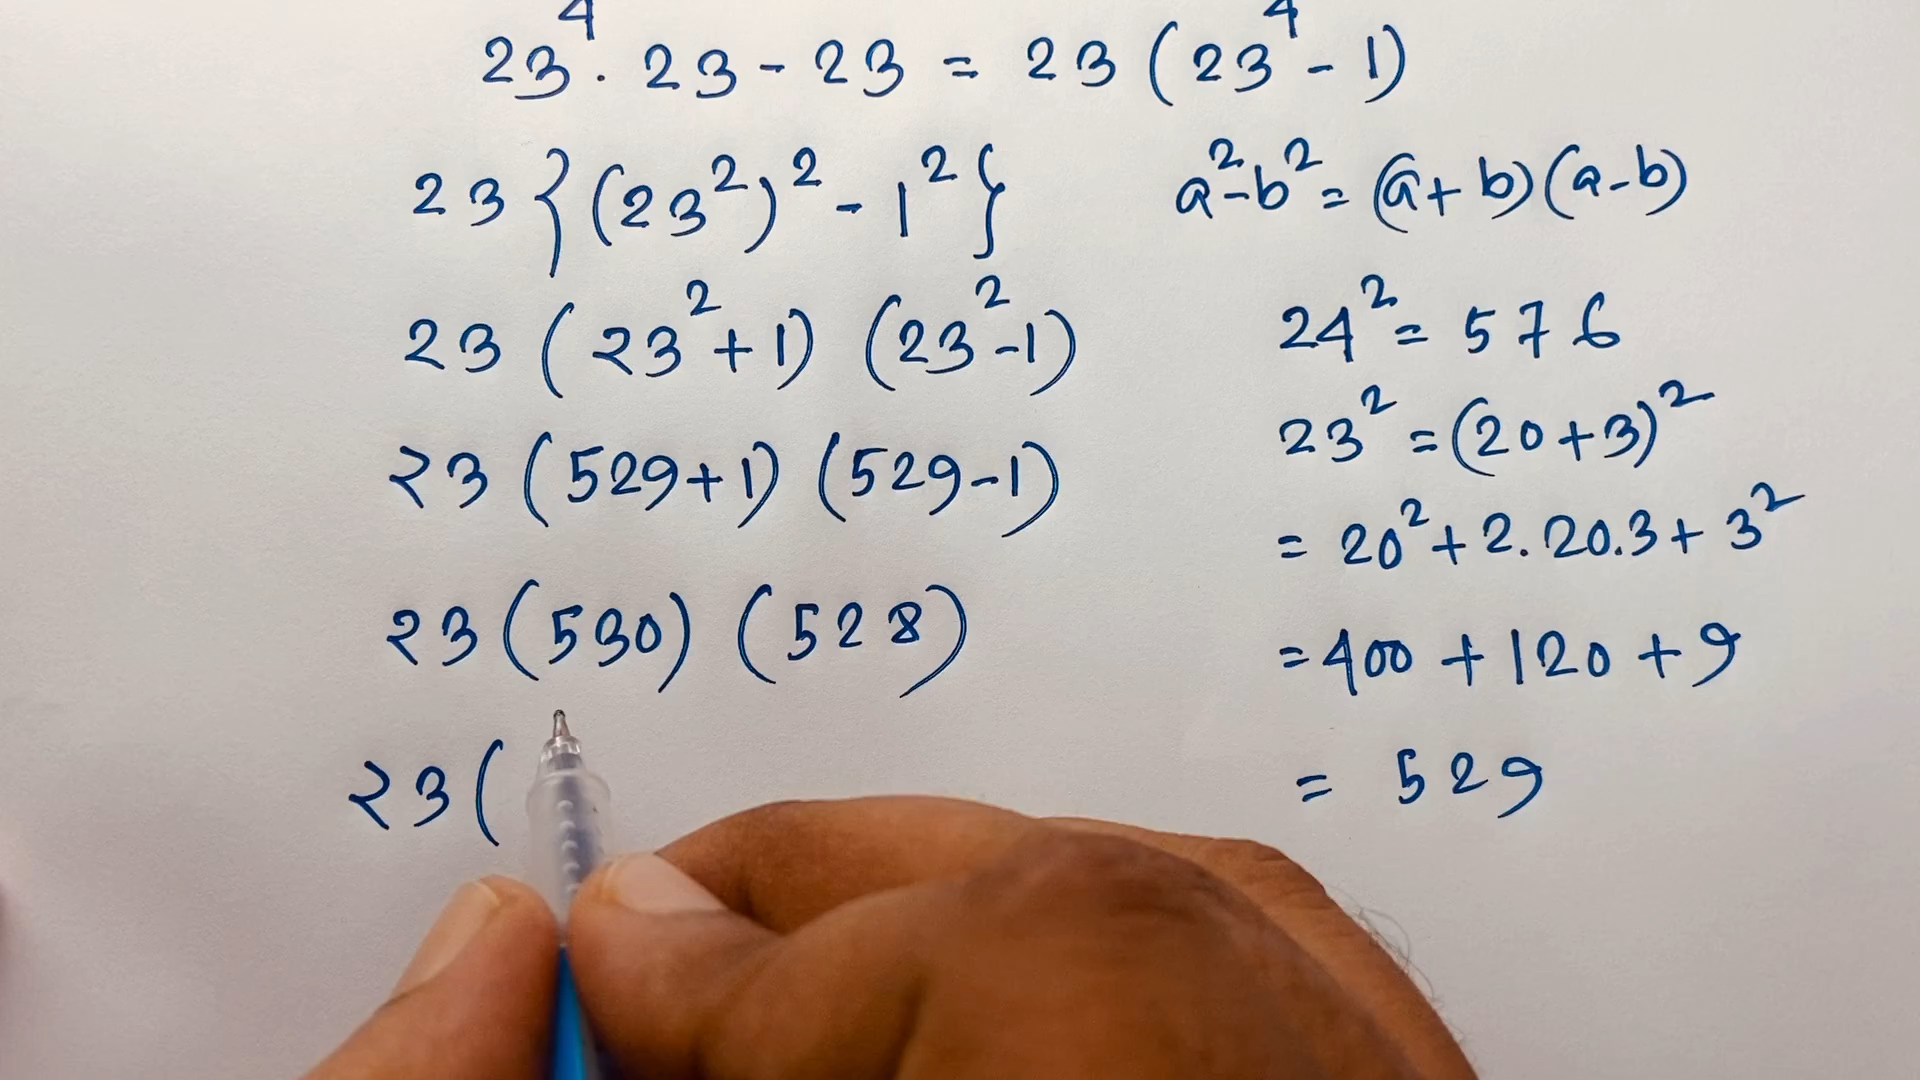 23⁴ . 23 - 23 = 23 (23⁴ - 1)
23 {(23²)² - 1²}
23 (23² + 1) (23² - 1)
23 (529 + 1) (529 - 1)
23 (530) (528)
23 (
a² - b² = (a + b) (a - b)
24² = 576
23² = (20 + 3)²
= 20² + 2.20.3 + 3²
= 400 + 120 + 9
= 529